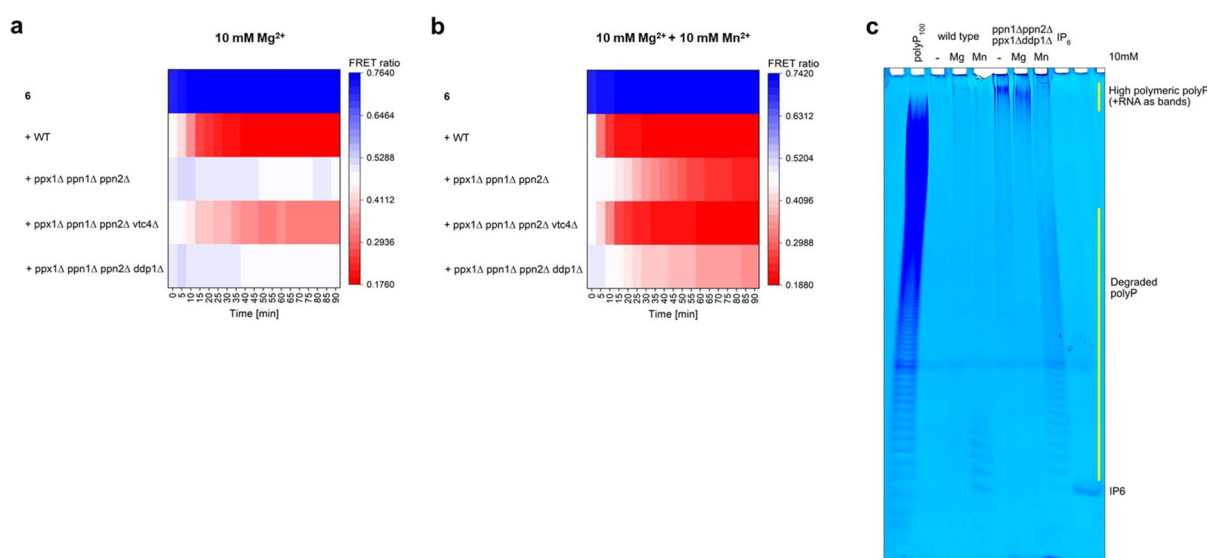 a
10 mM Mg²⁺
FRET ratio
6
+ WT
+ ppx1Δ ppn1Δ ppn2Δ
+ ppx1Δ ppn1Δ ppn2Δ vtc4Δ
+ ppx1Δ ppn1Δ ppn2Δ ddp1Δ
0.7640
0.6464
0.5288
0.4112
0.2936
0.1760
0 5 10 15 20 25 30 35 40 45 50 55 60 65 70 75 80 85 90
Time [min]
b
10 mM Mg²⁺ + 10 mM Mn²⁺
FRET ratio
6
+ WT
+ ppx1Δ ppn1Δ ppn2Δ
+ ppx1Δ ppn1Δ ppn2Δ vtc4Δ
+ ppx1Δ ppn1Δ ppn2Δ ddp1Δ
0.7420
0.6312
0.5204
0.4096
0.2988
0.1880
0 5 10 15 20 25 30 35 40 45 50 55 60 65 70 75 80 85 90
Time [min]
c
polyP₁₀₀
wild type
ppn1Δppn2Δ
ppx1Δddp1Δ
IP₆
- Mg Mn - Mg Mn
10mM
High polymeric polyP
(+RNA as bands)
Degraded
polyP
IP6